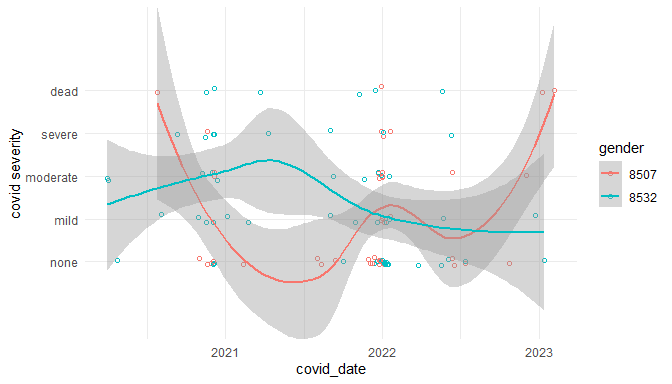 covid severity
dead
severe
moderate
mild
none
2021
2022
2023
covid_date
gender
8507
8532